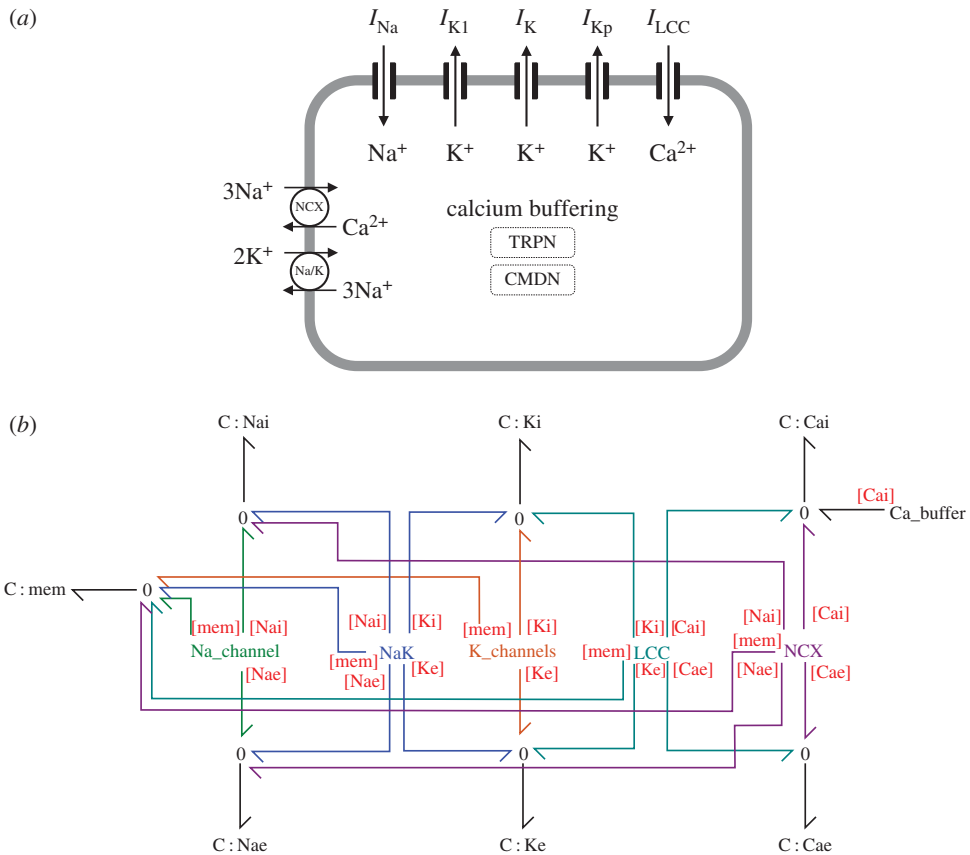 (a)
I_Na I_K1 I_K I_Kp I_LCC
Na⁺ K⁺ K⁺ K⁺ Ca²⁺
3Na⁺
NCX
Ca²⁺
2K⁺
Na/K
3Na⁺
calcium buffering
TRPN
CMDN
(b)
C : Nai C : Ki C : Cai
[Cai]
0 0 0 Ca_buffer
C : mem 0
[Nai] [Ki] [Nai] [Cai]
[mem] [Nai] [mem] [Ki] [Ki] [Cai] [mem]
Na_channel NaK K_channels [mem] LCC NCX
[mem]
[Nae] [Nae] [Ke] [Ke] [Ke] [Cae] [Nae] [Cae]
0 0 0
C : Nae C : Ke C : Cae